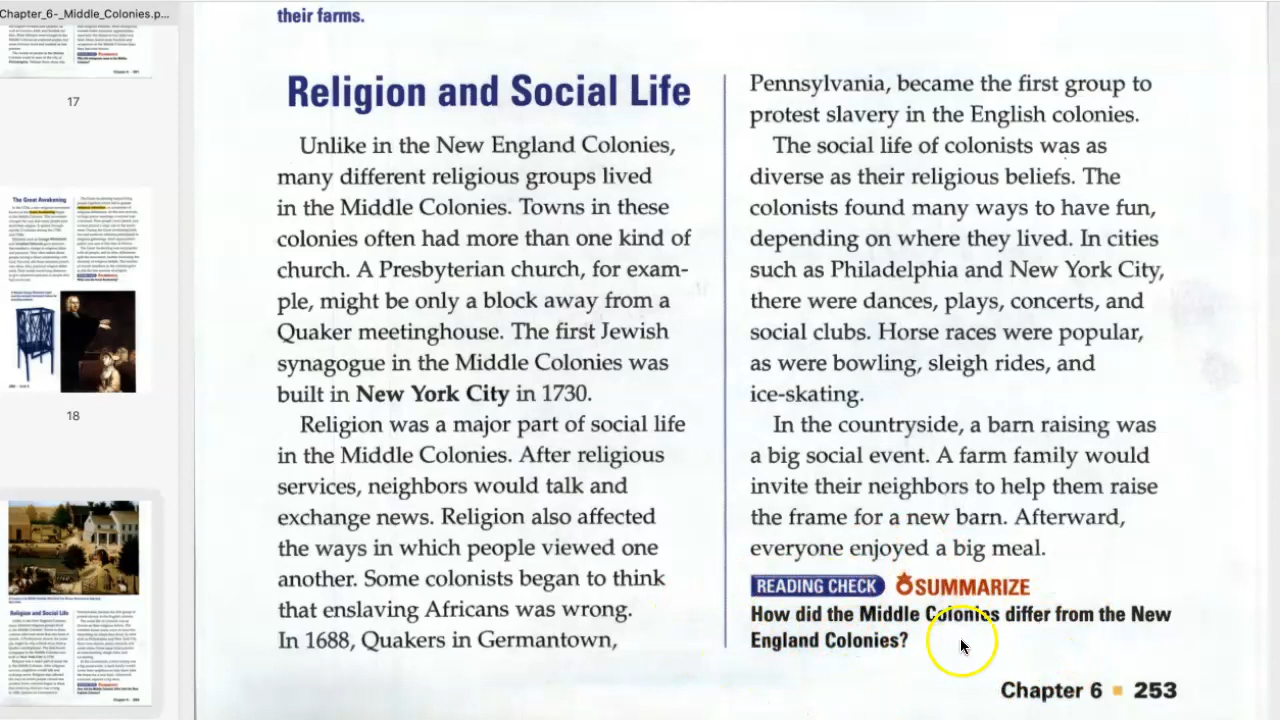 Chapter_6-_Middle_Colonies.p...
17
The Great Awakening
18
Religion and Social Life
their farms.
Religion and Social Life
Unlike in the New England Colonies,
many different religious groups lived
in the Middle Colonies. Towns in these
colonies often had one kind of
church. A Presbyterian church, for exam-
ple, might be only a block away from a
Quaker meetinghouse. The first Jewish
synagogue in the Middle Colonies was
built in New York City in 1730.
Religion was a major part of social life
in the Middle Colonies. After religious
services, neighbors would talk and
exchange news. Religion also affected
the ways in which people viewed one
another. Some colonists began to think
that enslaving Africans wrong.
In 1688, Quakers in
Pennsylvania, became the first group to
protest slavery in the English colonies.
The social life of colonists was as
diverse as their religious beliefs. The
colonists found many ways to have fun,
depending on where they lived. In cities
such as Philadelphia and New York City,
there were dances, plays, concerts, and
social clubs. Horse races were popular,
as were bowling, sleigh rides, and
ice-skating.
In the countryside, a barn raising was
a big social event. A farm family would
invite their neighbors to help them raise
the frame for a new barn. Afterward,
everyone enjoyed a big meal.
READING CHECK SUMMARIZE
How did the Middle Colonies differ from the New
England Colonies?
Chapter 6 253